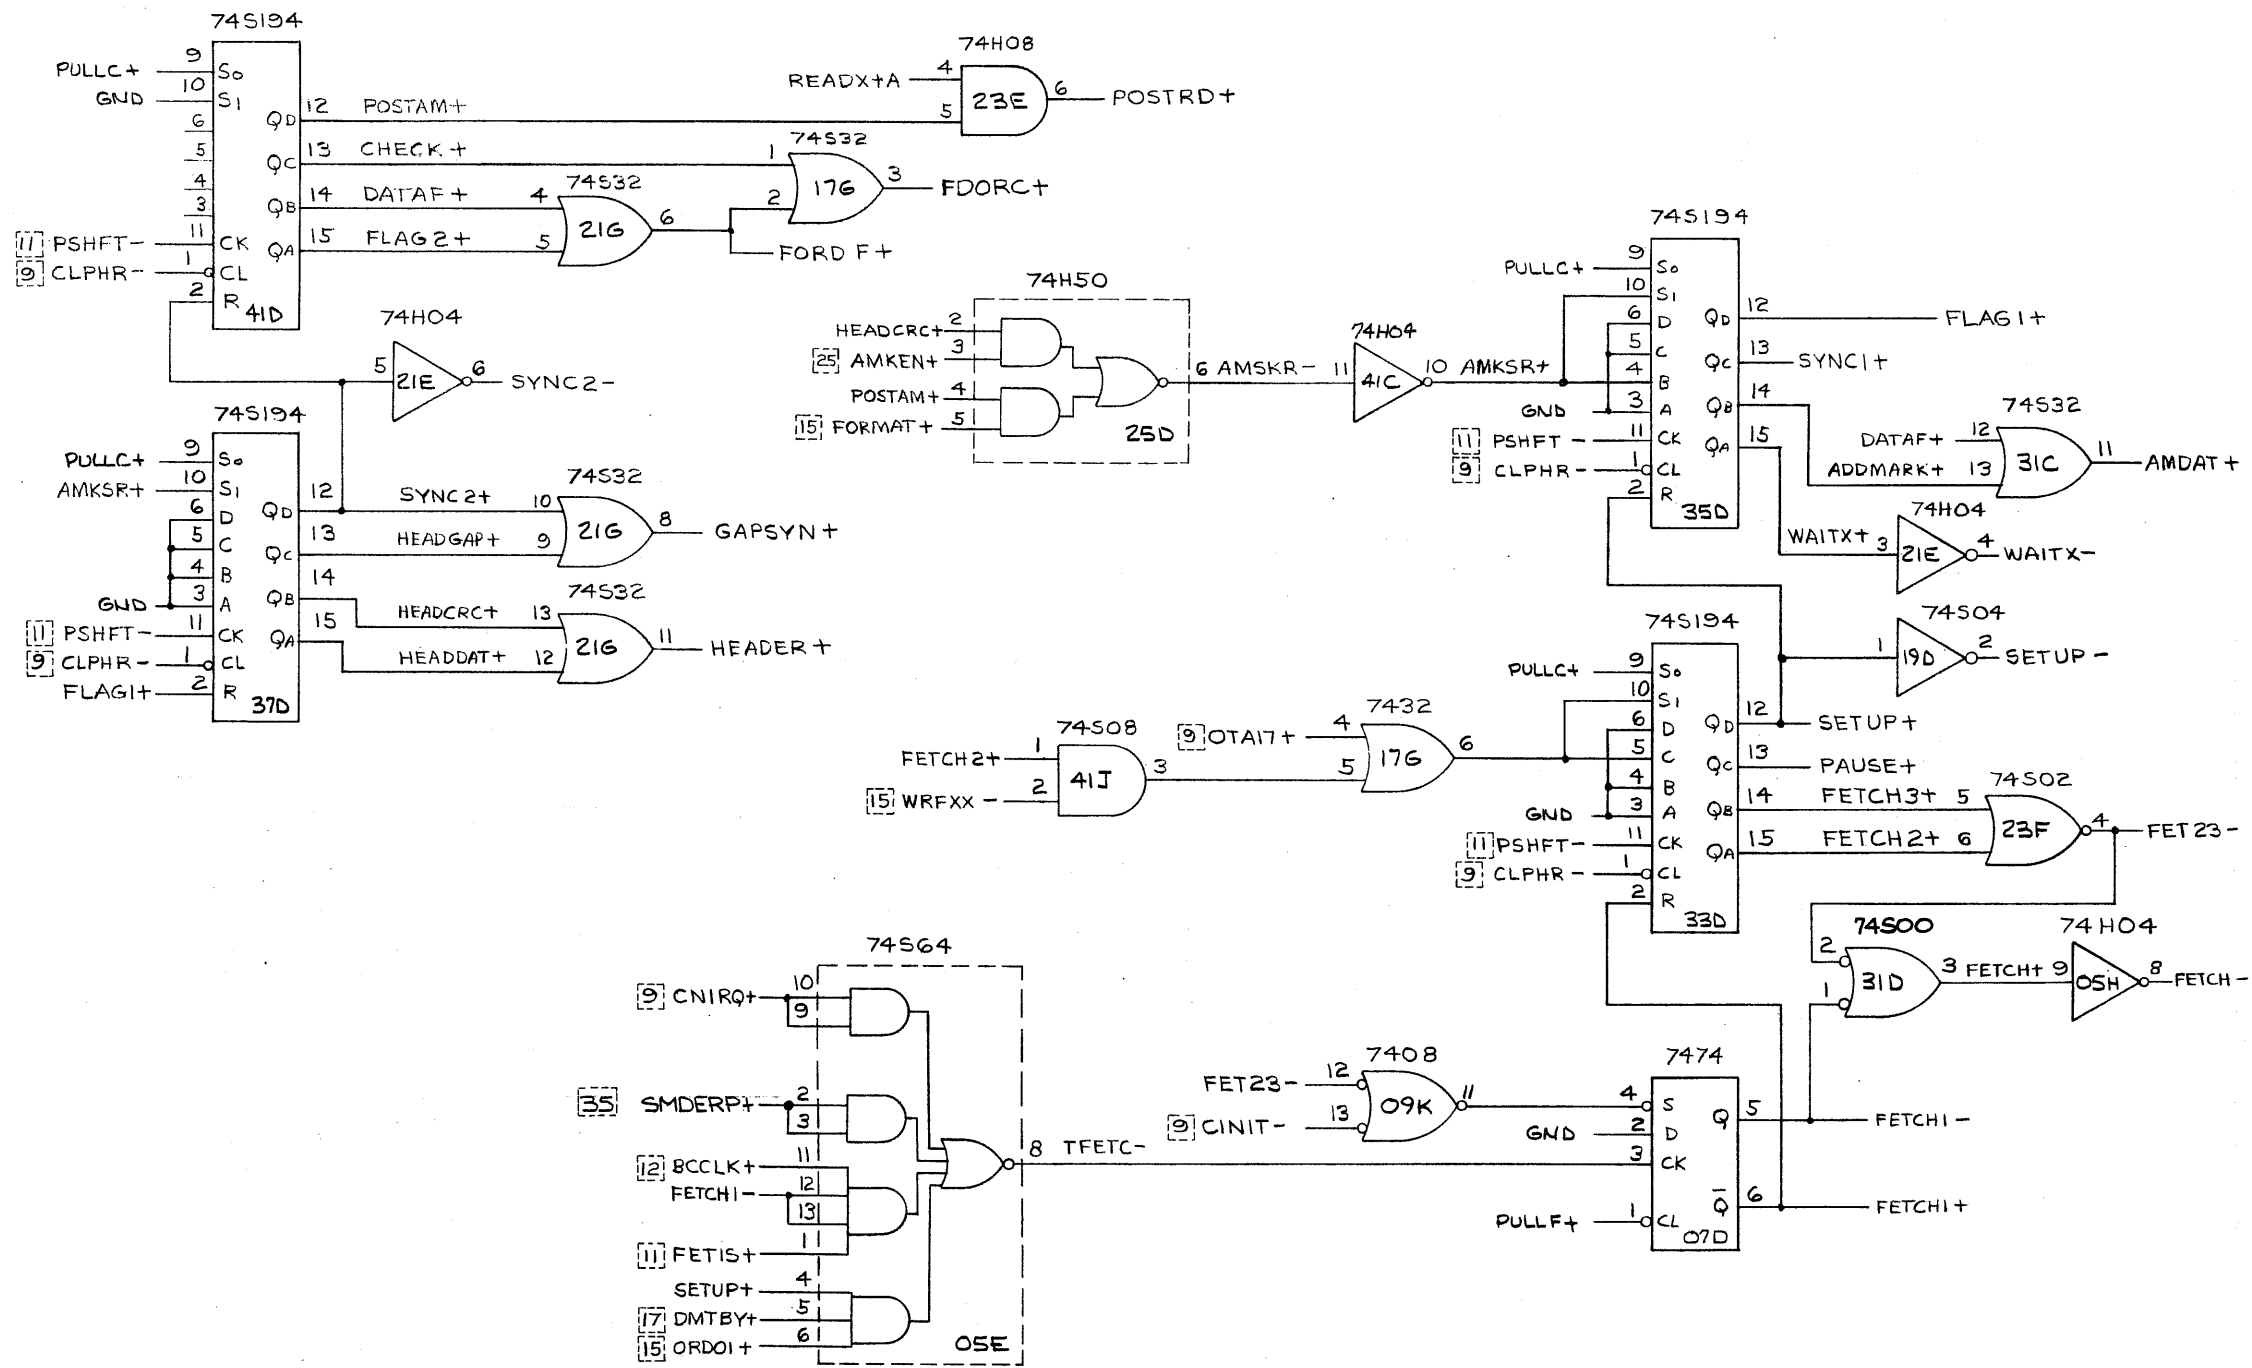 74S194
PULLC+ 9 S0
GND 10 S1
6
5
4
3
QD 12 POSTAM+
QC 13 CHECK+
QB 14 DATAF+
QA 15 FLAG2+
11 PSHFT- 11 CK
9 CLPHR- 1 CL
2 R
41D
74S32
4
5
21G
6
FORD F+
74S32
1
2
17G
3
FDORC+
74H08
READX+A 4
5
23E
6
POSTRD+
74H04
5
21E
6
SYNC2-
74S194
PULLC+ 9 S0
AMKSR+ 10 S1
6 D
5 C
4 B
GND 3 A
11 PSHFT- 11 CK
9 CLPHR- 1 CL
FLAG1+ 2 R
37D
QD 12 SYNC2+ 10
QC 13 HEADGAP+ 9
QB 14 HEADCRC+ 13
QA 15 HEADDAT+ 12
74S32
21G
8
GAPSYN+
74S32
21G
11
HEADER+
74H50
HEADCRC+ 2
25 AMKEN+ 3
POSTAM+ 4
15 FORMAT+ 5
25D
6 AMSKR- 11
74H04
41C
10 AMKSR+
74S194
PULLC+ 9 S0
10 S1
6 D
5 C
4 B
GND 3 A
11 PSHFT- 11 CK
9 CLPHR- 1 CL
2 R
35D
QD 12 FLAG1+
QC 13 SYNC1+
QB 14
QA 15
74S32
DATAF+ 12
ADDMARK+ 13
31C
11
AMDAT+
74H04
WAITX+ 3
21E
4
WAITX-
74S04
1
19D
2
SETUP-
74S08
FETCH2+ 1
15 WRFXX- 2
41J
3
7432
9 OTA17+ 4
5
17G
6
74S194
PULLC+ 9 S0
10 S1
6 D
5 C
4 B
GND 3 A
11 PSHFT- 11 CK
9 CLPHR- 1 CL
2 R
33D
QD 12 SETUP+
QC 13 PAUSE+
QB 14 FETCH3+ 5
QA 15 FETCH2+ 6
74S02
23F
4
FET23-
74S00
2
1
31D
3 FETCH+ 9
74H04
05H
8
FETCH-
74S64
9 CNIRQ+ 10
9
35 SMDERP+ 2
3
12 BCCLK+ 11
FETCH1- 12
13
11 FETIS+ 1
SETUP+ 4
17 DMTBY+ 5
15 ORDO1+ 6
05E
8 TFETC-
7408
FET23- 12
9 CINIT- 13
09K
11
7474
4 S
GND 2 D
3 CK
PULLF+ 1 CL
07D
Q 5 FETCH1-
Q̅ 6 FETCH1+